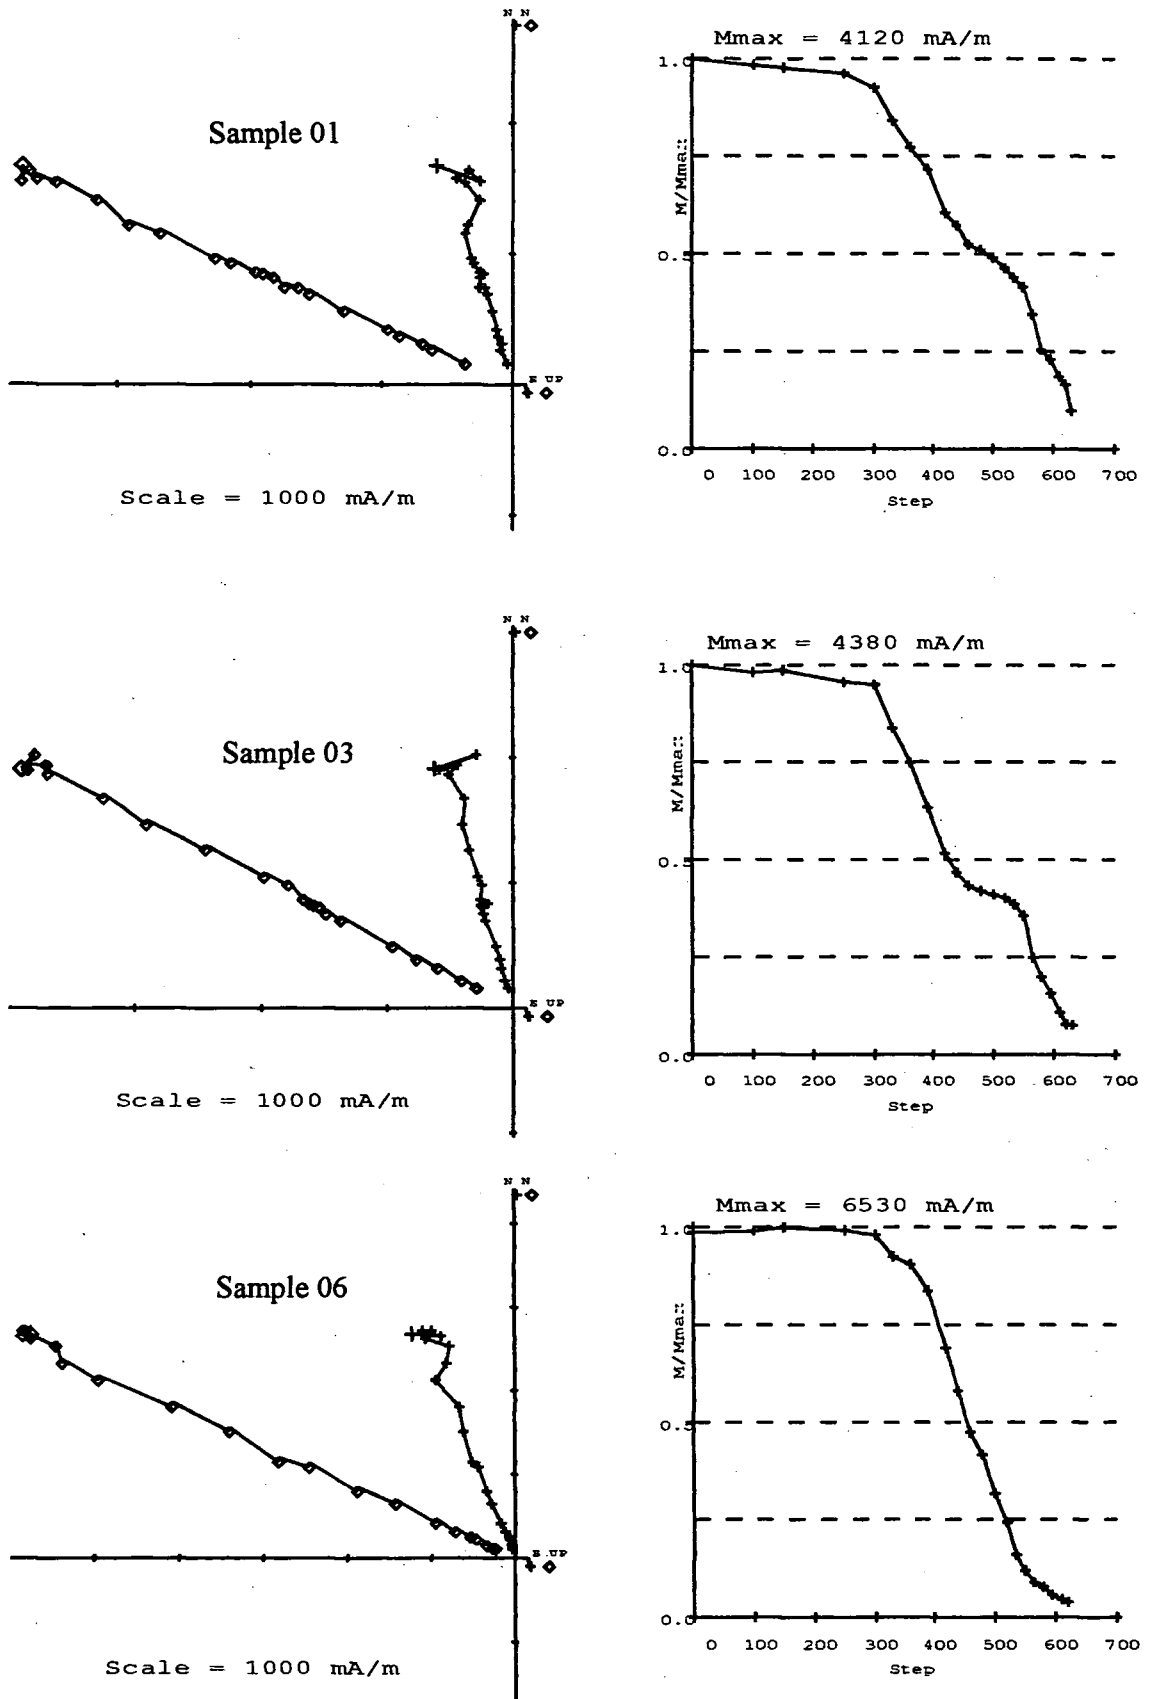 N N
Sample 01
E UP
Scale = 1000 mA/m
Mmax = 4120 mA/m
1.0
M/Mmax
0.5
0.0
0 100 200 300 400 500 600 700
Step
N N
Sample 03
E UP
Scale = 1000 mA/m
Mmax = 4380 mA/m
1.0
M/Mmax
0.5
0.0
0 100 200 300 400 500 600 700
Step
N N
Sample 06
E UP
Scale = 1000 mA/m
Mmax = 6530 mA/m
1.0
M/Mmax
0.5
0.0
0 100 200 300 400 500 600 700
Step